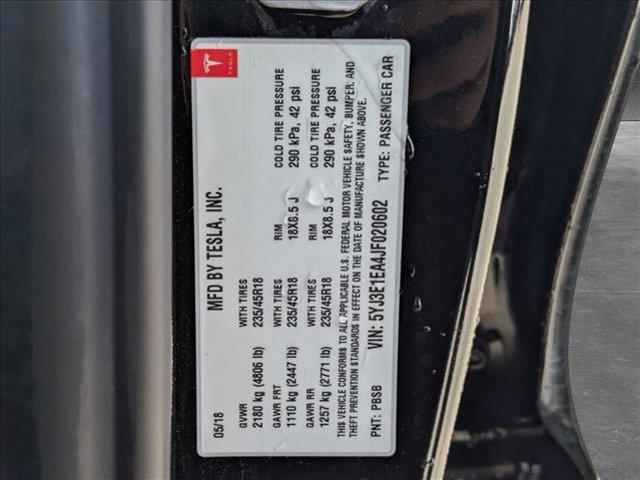 TESLA
05/18 MFD BY TESLA, INC.
GVWR WITH TIRES
2180 kg (4806 lb) 235/45R18
GAWR FRT WITH TIRES RIM COLD TIRE PRESSURE
1110 kg (2447 lb) 235/45R18 18X8.5 J 290 kPa, 42 psi
GAWR RR WITH TIRES RIM COLD TIRE PRESSURE
1257 kg (2771 lb) 235/45R18 18X8.5 J 290 kPa, 42 psi
THIS VEHICLE CONFORMS TO ALL APPLICABLE U.S. FEDERAL MOTOR VEHICLE SAFETY, BUMPER, AND
THEFT PREVENTION STANDARDS IN EFFECT ON THE DATE OF MANUFACTURE SHOWN ABOVE.
PNT: PBSB VIN: 5YJ3E1EA4JF020602 TYPE: PASSENGER CAR